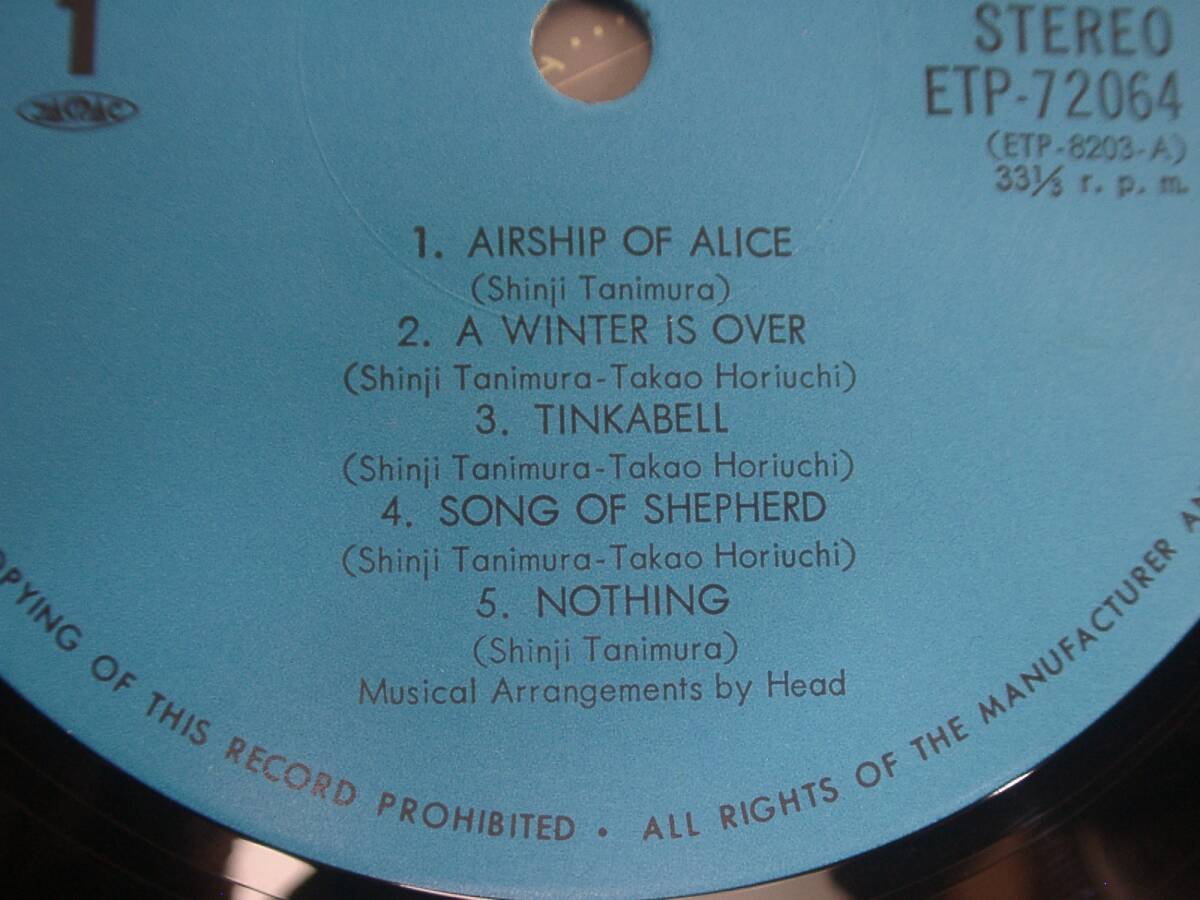 1
STEREO
ETP-72064
(ETP-8203-A)
33⅓ r. p. m.
1. AIRSHIP OF ALICE
(Shinji Tanimura)
2. A WINTER iS OVER
(Shinji Tanimura-Takao Horiuchi)
3. TINKABELL
(Shinji Tanimura-Takao Horiuchi)
4. SONG OF SHEPHERD
(Shinji Tanimura-Takao Horiuchi)
5. NOTHING
(Shinji Tanimura)
Musical Arrangements by Head
OPYING OF THIS RECORD PROHIBITED • ALL RIGHTS OF THE MANUFACTURER